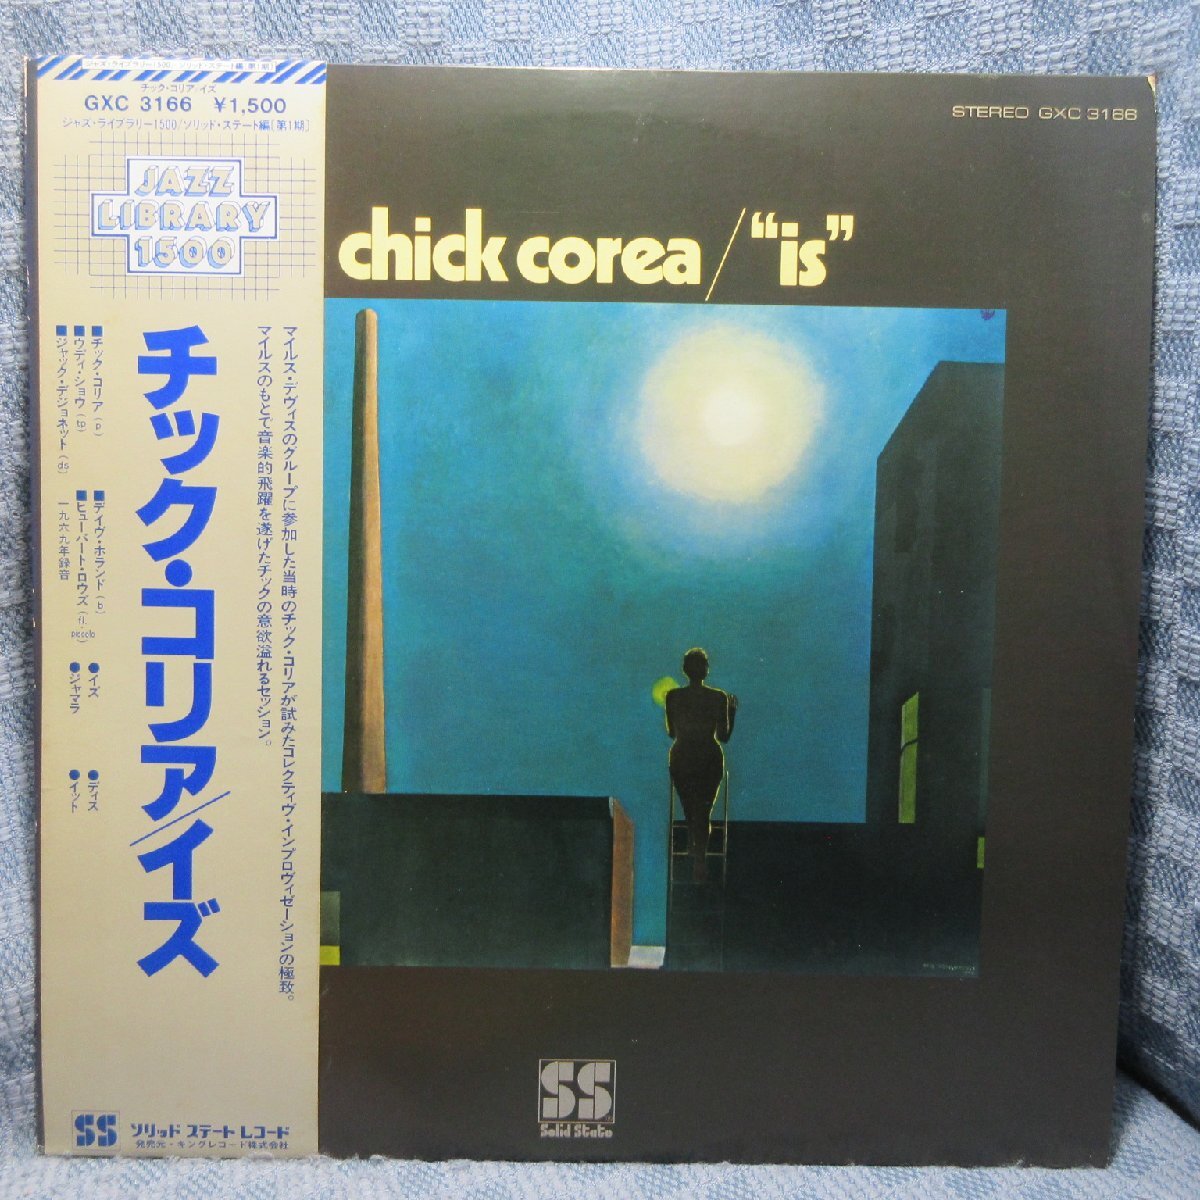 ジャズ・ライブラリー1500/ソリッド・ステート編[第1期]
チック・コリア/イズ
GXC 3166 ¥1,500
ジャズ・ライブラリー1500/ソリッド・ステート編[第1期]
JAZZ
LIBRARY
1500
チック・コリア/イズ
マイルス・デヴィスのグループに参加した当時のチック・コリアが試みたコレクティヴ・インプロヴィゼーションの極致。
マイルスのもとで音楽的飛躍を遂げたチックの意欲溢れるセッション。
■チック・コリア(p)
■ウディ・ショウ(tp)
■ジャック・デジョネット(ds)
■デイヴ・ホランド(b)
■ヒューバート・ロウズ(fl. piccolo)
一九六九年録音
●イズ
●ジャマラ
●ディズ
●イット
SS ソリッド ステート レコード
発売元・キングレコード株式会社
STEREO GXC 3166
chick corea/“is”
SS
Solid State